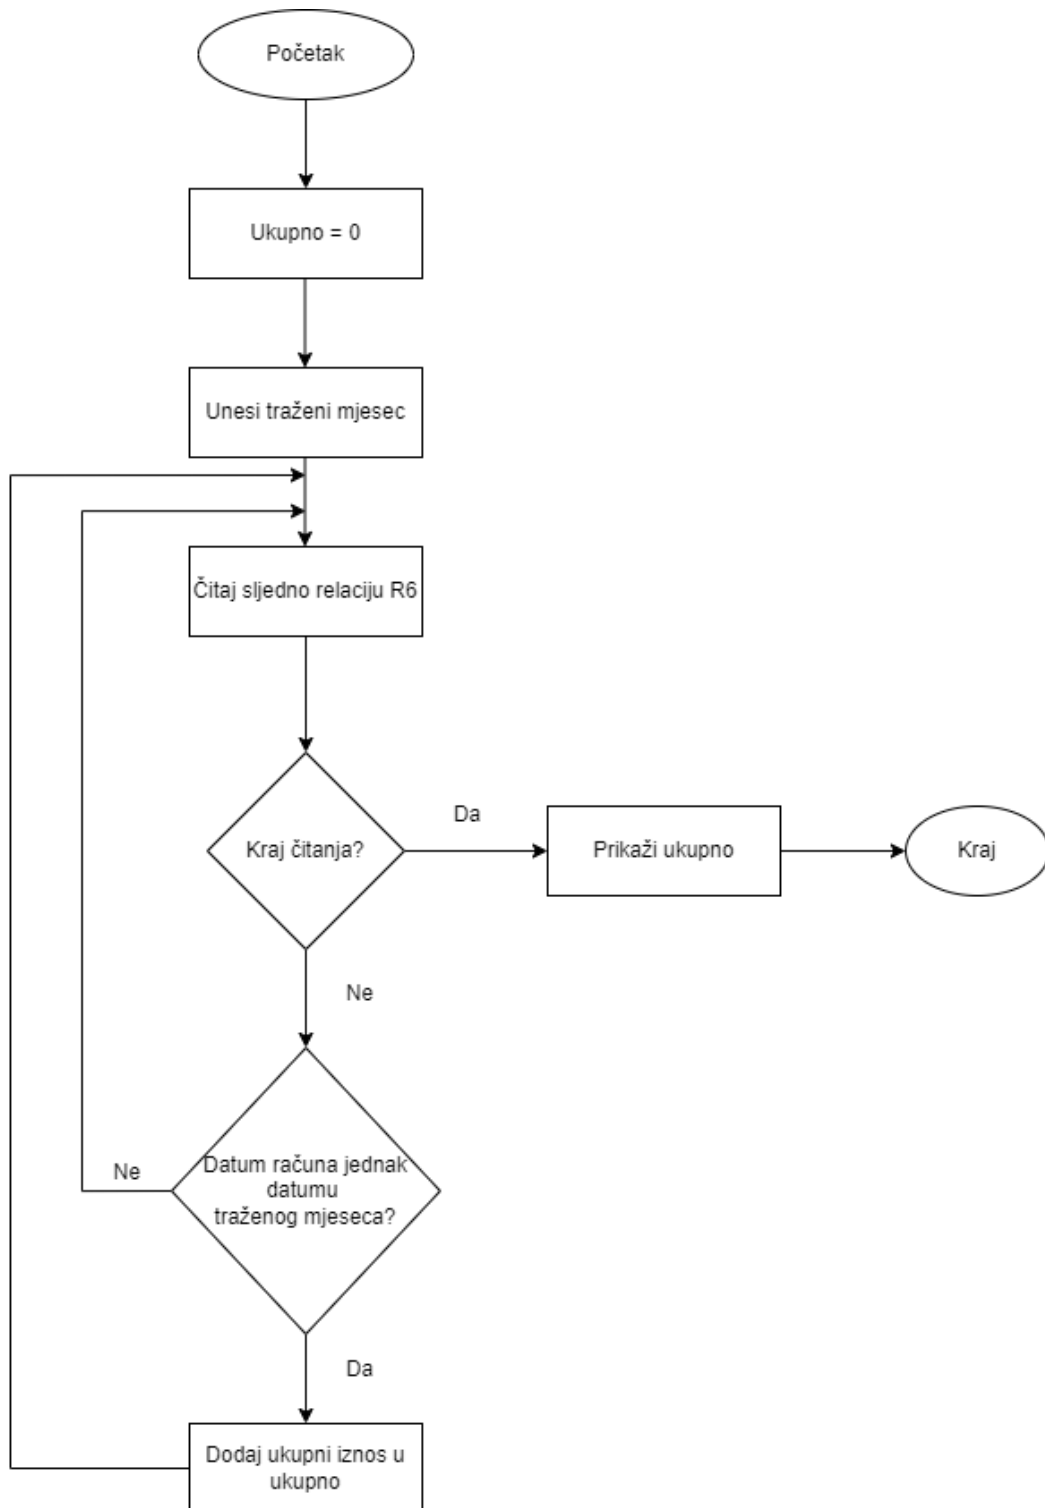 Početak
Ukupno = 0
Unesi traženi mjesec
Čitaj sljedno relaciju R6
Kraj čitanja?
Da
Prikaži ukupno
Kraj
Ne
Datum računa jednak
datumu
traženog mjeseca?
Ne
Da
Dodaj ukupni iznos u
ukupno